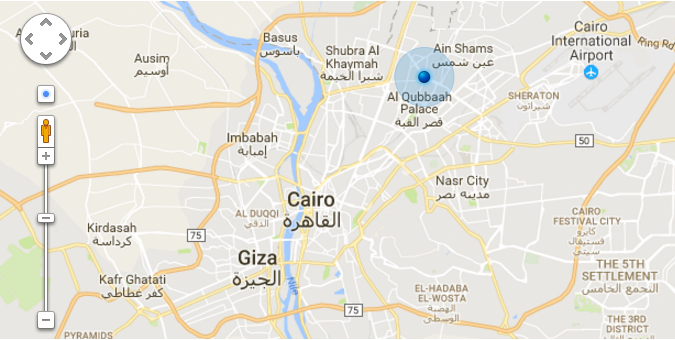 Basus
باسوس
Ausim
أوسيم
Shubra Al
Khaymah
شبرا الخيمة
Ain Shams
عين شمس
Cairo
International
Airport
Ring Rd
Al Qubbaah
Palace
قصر القبة
SHERATON
شيراتون
Imbabah
إمبابة
50
Nasr City
مدينه نصر
Cairo
القاهرة
AL DUQQI
الدقي
Kirdasah
كرداسة
75
CAIRO
FESTIVAL CITY
كايرو
فستيفال
سيتي
Giza
الجيزة
THE 5TH
SETTLEMENT
التجمع الخامس
Kafr Ghatati
كفر غطاطي
Nile
EL-HADABA
EL-WOSTA
الهضبة
الوسطى
75
THE 3RD
DISTRICT
PYRAMIDS